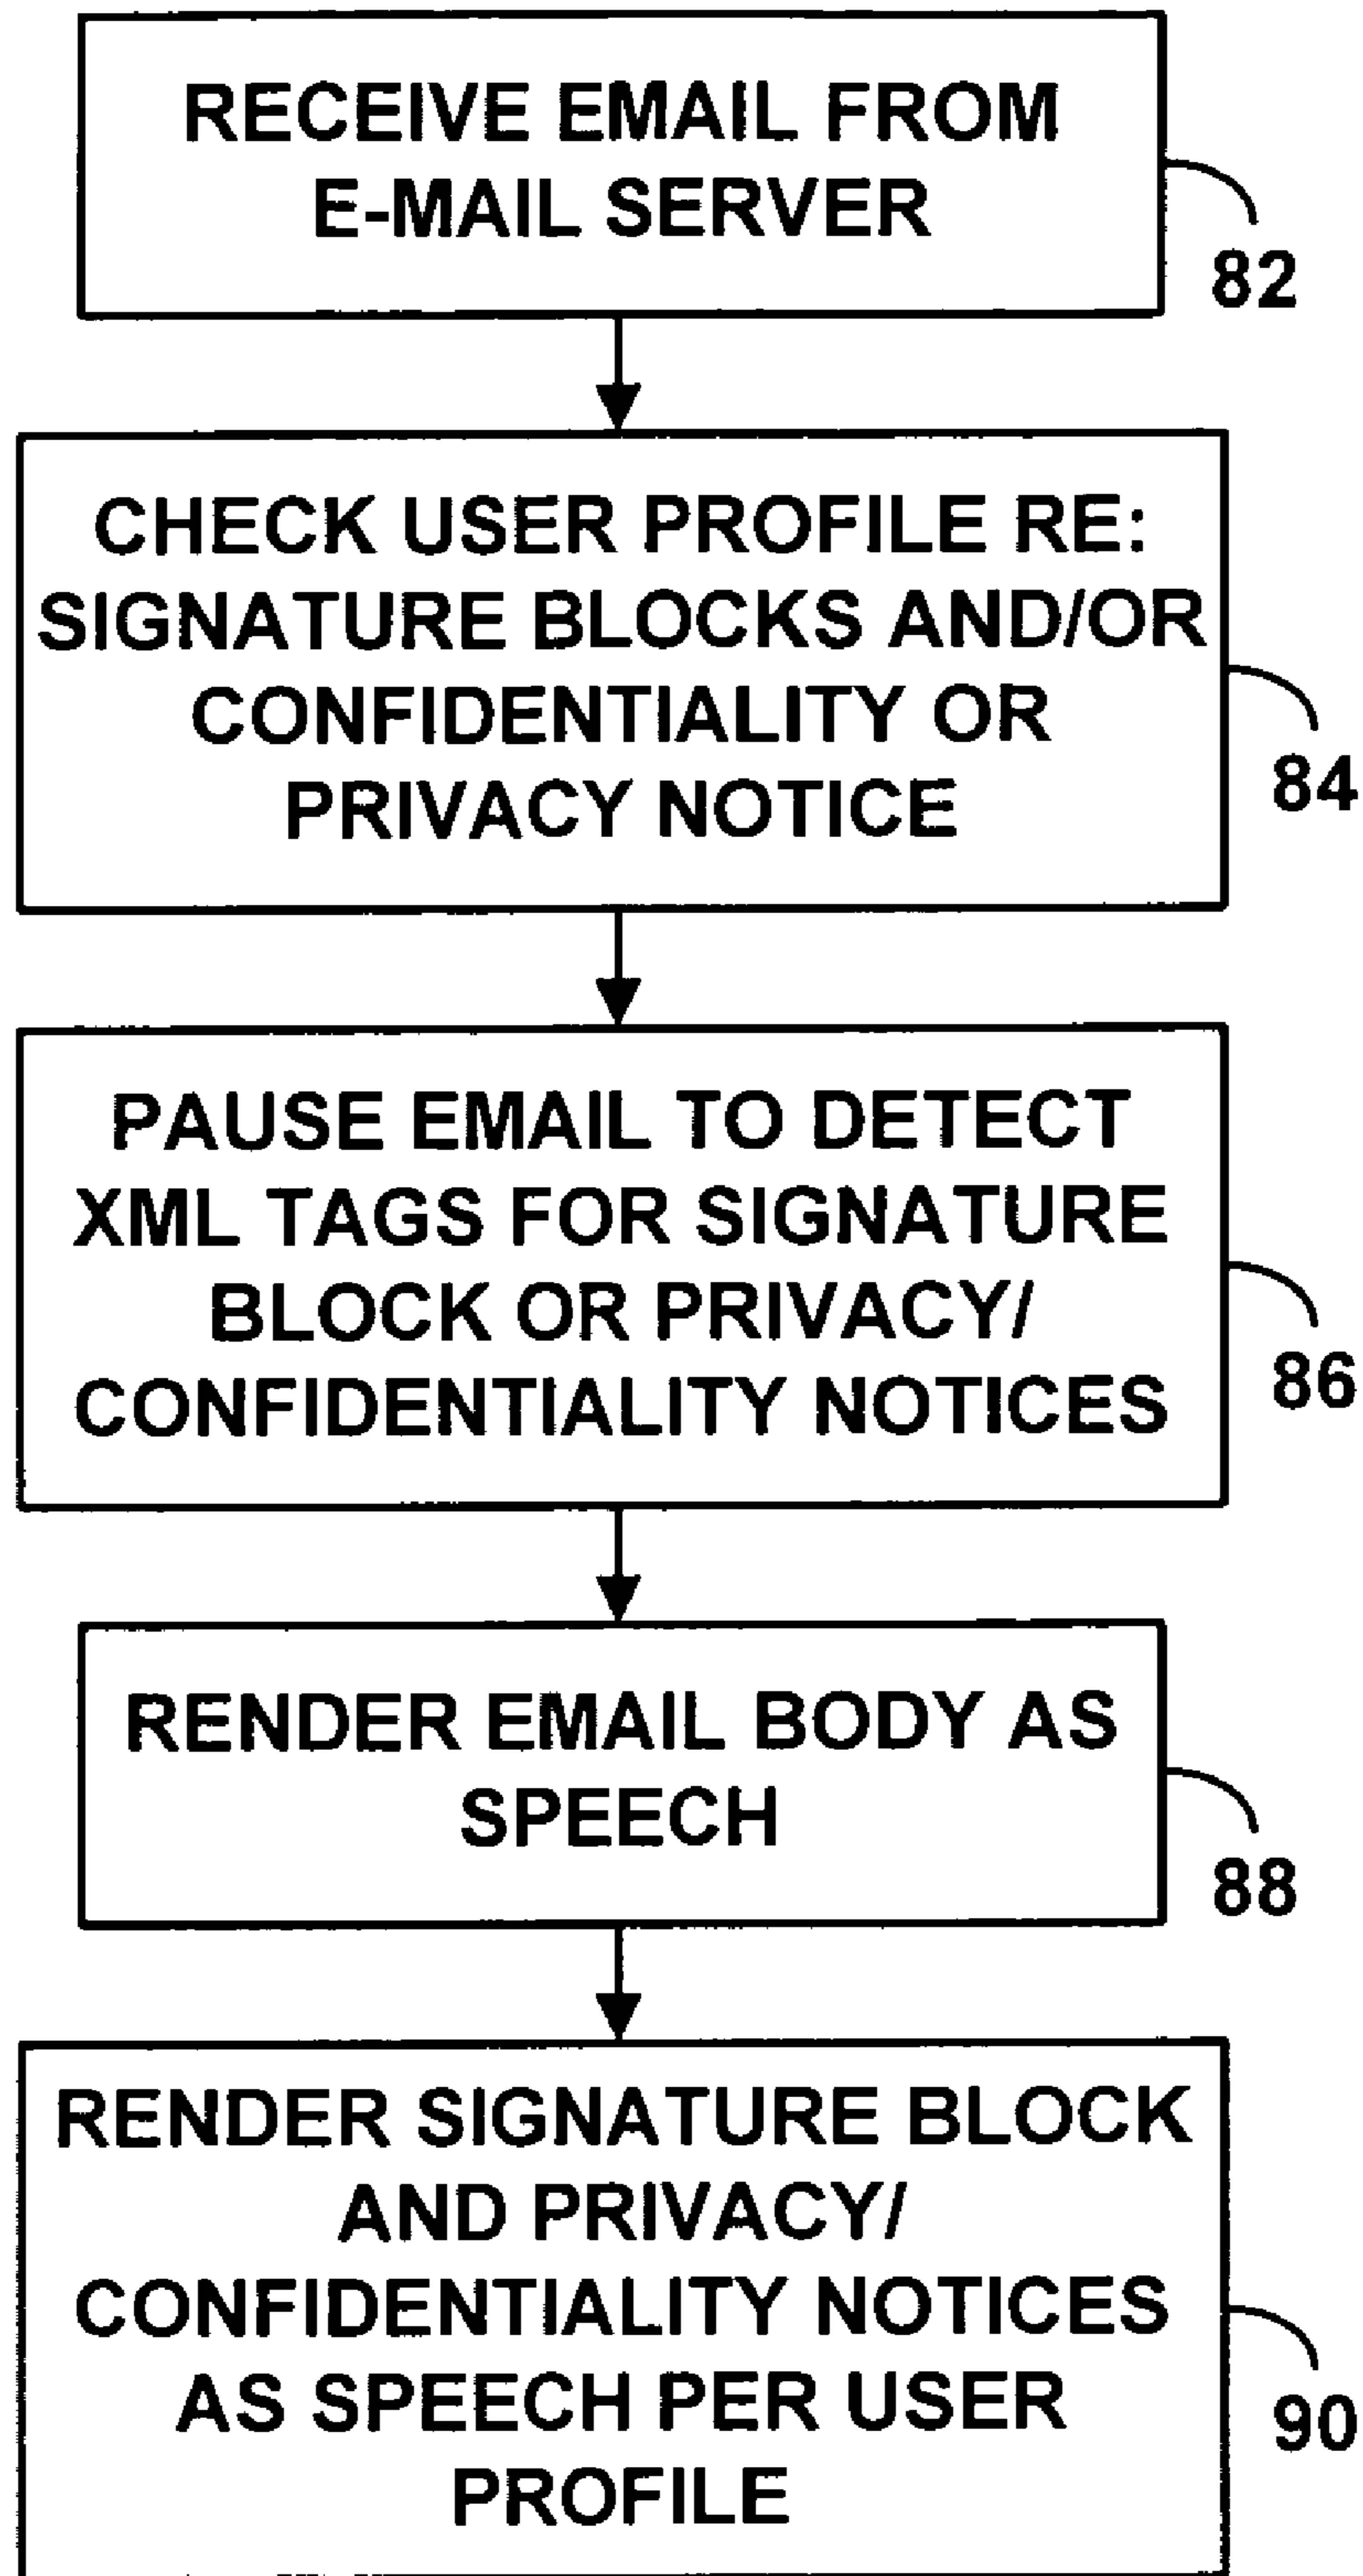 RECEIVE EMAIL FROM
E-MAIL SERVER
82
CHECK USER PROFILE RE:
SIGNATURE BLOCKS AND/OR
CONFIDENTIALITY OR
PRIVACY NOTICE
84
PAUSE EMAIL TO DETECT
XML TAGS FOR SIGNATURE
BLOCK OR PRIVACY/
CONFIDENTIALITY NOTICES
86
RENDER EMAIL BODY AS
SPEECH
88
RENDER SIGNATURE BLOCK
AND PRIVACY/
CONFIDENTIALITY NOTICES
AS SPEECH PER USER
PROFILE
90